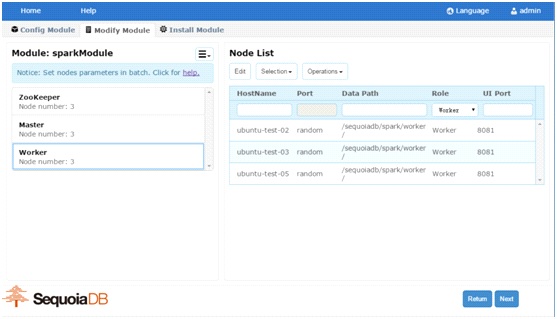 Home Help Language admin
Config Module Modify Module Install Module
Module: sparkModule
Notice: Set nodes parameters in batch. Click for help.
ZooKeeper
Node number: 3
Master
Node number: 3
Worker
Node number: 3
Node List
Edit Selection Operations
HostName Port Data Path Role UI Port
Worker
ubuntu-test-02 random /sequoiadb/spark/worker/ Worker 8081
ubuntu-test-03 random /sequoiadb/spark/worker/ Worker 8081
ubuntu-test-05 random /sequoiadb/spark/worker/ Worker 8081
SequoiaDB
Return Next